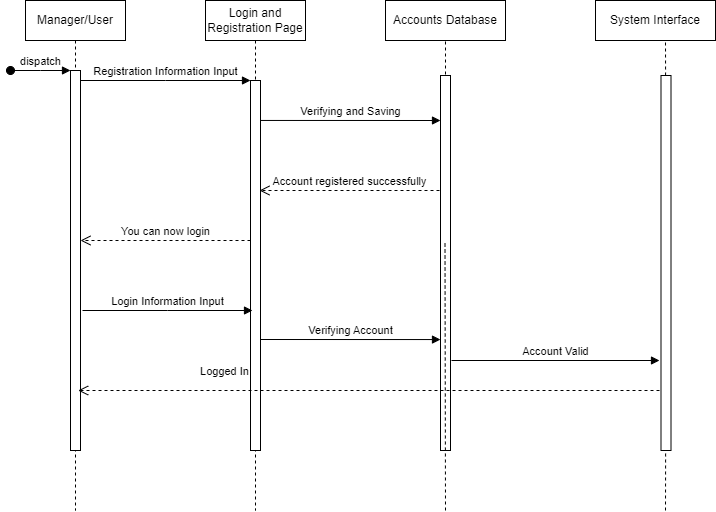 Manager/User
Login and
Registration Page
Accounts Database
System Interface
dispatch
Registration Information Input
Verifying and Saving
Account registered successfully
You can now login
Login Information Input
Verifying Account
Account Valid
Logged In